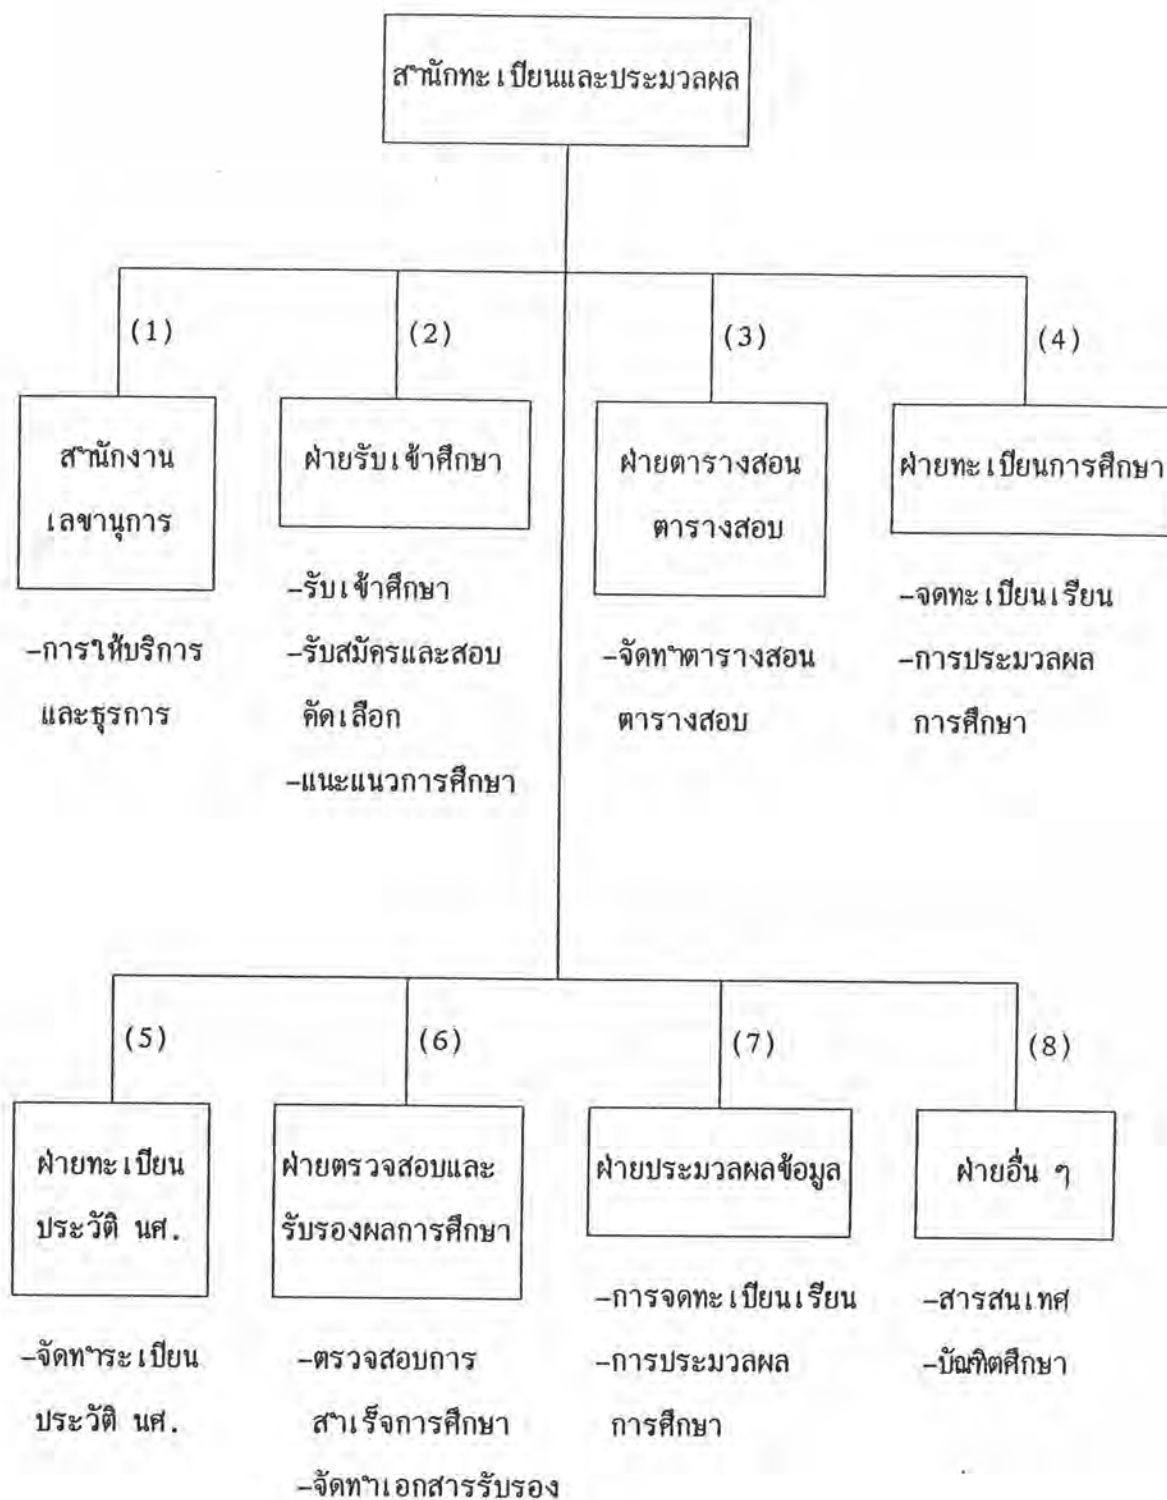 สำนักทะเบียนและประมวลผล
(1)
สำนักงาน
เลขานุการ
-การให้บริการ
และธุรการ
(2)
ฝ่ายรับเข้าศึกษา
-รับเข้าศึกษา
-รับสมัครและสอบ
คัดเลือก
-แนะแนวการศึกษา
(3)
ฝ่ายตารางสอน
ตารางสอบ
-จัดทำตารางสอน
ตารางสอบ
(4)
ฝ่ายทะเบียนการศึกษา
-จดทะเบียนเรียน
-การประมวลผล
การศึกษา
(5)
ฝ่ายทะเบียน
ประวัติ นศ.
-จัดทำระเบียน
ประวัติ นศ.
(6)
ฝ่ายตรวจสอบและ
รับรองผลการศึกษา
-ตรวจสอบการ
สำเร็จการศึกษา
-จัดทำเอกสารรับรอง
(7)
ฝ่ายประมวลผลข้อมูล
-การจดทะเบียนเรียน
-การประมวลผล
การศึกษา
(8)
ฝ่ายอื่น ๆ
-สารสนเทศ
-บัณฑิตศึกษา